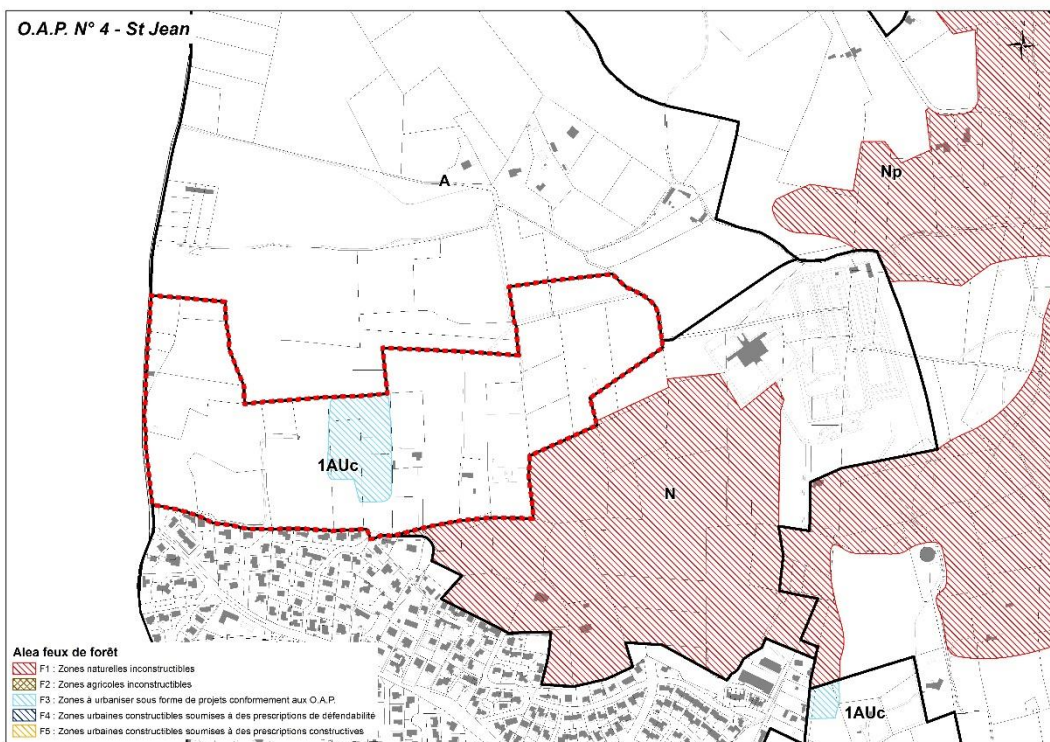 O.A.P. N° 4 - St Jean
A
Np
1AUc
N
1AUc
Alea feux de forêt
F1 : Zones naturelles inconstructibles
F2 : Zones agricoles inconstructibles
F3 : Zones à urbaniser sous forme de projets conformement aux O.A.P.
F4 : Zones urbaines constructibles soumises à des prescriptions de défendabilité
F5 : Zones urbaines constructibles soumises à des prescriptions constructives